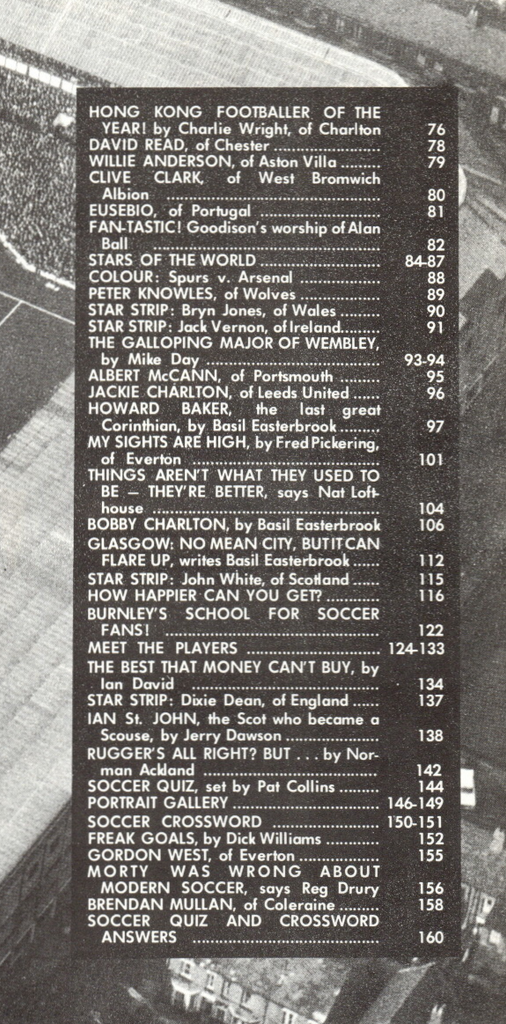 HONG KONG FOOTBALLER OF THE
YEAR! by Charlie Wright, of Charlton 76
DAVID READ, of Chester ........................ 78
WILLIE ANDERSON, of Aston Villa ......... 79
CLIVE CLARK, of West Bromwich
Albion ................................................... 80
EUSEBIO, of Portugal ........................... 81
FAN-TASTIC! Goodison's worship of Alan
Ball ................................................... 82
STARS OF THE WORLD ........................... 84-87
COLOUR: Spurs v. Arsenal .................. 88
PETER KNOWLES, of Wolves .................. 89
STAR STRIP: Bryn Jones, of Wales ......... 90
STAR STRIP: Jack Vernon, of Ireland......... 91
THE GALLOPING MAJOR OF WEMBLEY,
by Mike Day ....................................... 93-94
ALBERT McCANN, of Portsmouth ......... 95
JACKIE CHARLTON, of Leeds United ...... 96
HOWARD BAKER, the last great
Corinthian, by Basil Easterbrook ......... 97
MY SIGHTS ARE HIGH, by Fred Pickering,
of Everton .......................................... 101
THINGS AREN'T WHAT THEY USED TO
BE — THEY'RE BETTER, says Nat Loft-
house ................................................... 104
BOBBY CHARLTON, by Basil Easterbrook 106
GLASGOW: NO MEAN CITY, BUT IT CAN
FLARE UP, writes Basil Easterbrook ...... 112
STAR STRIP: John White, of Scotland ...... 115
HOW HAPPIER CAN YOU GET? ............ 116
BURNLEY'S SCHOOL FOR SOCCER
FANS! ................................................ 122
MEET THE PLAYERS .............................. 124-133
THE BEST THAT MONEY CAN'T BUY, by
Ian David .......................................... 134
STAR STRIP: Dixie Dean, of England ...... 137
IAN St. JOHN, the Scot who became a
Scouse, by Jerry Dawson ..................... 138
RUGGER'S ALL RIGHT? BUT . . . by Nor-
man Ackland ....................................... 142
SOCCER QUIZ, set by Pat Collins ......... 144
PORTRAIT GALLERY ................................. 146-149
SOCCER CROSSWORD ........................ 150-151
FREAK GOALS, by Dick Williams ............ 152
GORDON WEST, of Everton .................. 155
MORTY WAS WRONG ABOUT
MODERN SOCCER, says Reg Drury 156
BRENDAN MULLAN, of Coleraine ......... 158
SOCCER QUIZ AND CROSSWORD
ANSWERS .......................................... 160